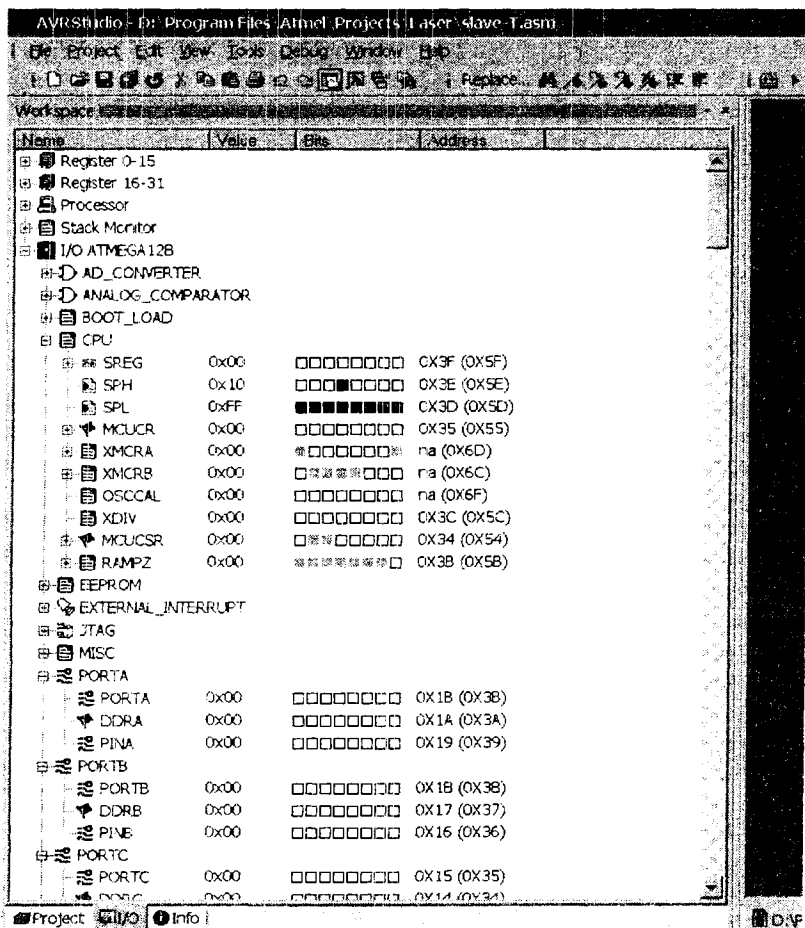 AVRStudio - D:\Program Files\Atmel\Projects\Laser\slave-T.asm
File Project Edit View Tools Debug Window Help
Replace...
Workspace
Name Value Bits Address
Register 0-15
Register 16-31
Processor
Stack Monitor
I/O ATMEGA128
AD_CONVERTER
ANALOG_COMPARATOR
BOOT_LOAD
CPU
SREG 0x00 0X3F (0X5F)
SPH 0x10 0X3E (0X5E)
SPL 0xFF 0X3D (0X5D)
MCUCR 0x00 0X35 (0X55)
XMCRA 0x00 na (0X6D)
XMCRB 0x00 na (0X6C)
OSCCAL 0x00 na (0X6F)
XDIV 0x00 0X3C (0X5C)
MCUCSR 0x00 0X34 (0X54)
RAMPZ 0x00 0X3B (0X5B)
EEPROM
EXTERNAL_INTERRUPT
JTAG
MISC
PORTA
PORTA 0x00 0X1B (0X3B)
DDRA 0x00 0X1A (0X3A)
PINA 0x00 0X19 (0X39)
PORTB
PORTB 0x00 0X18 (0X38)
DDRB 0x00 0X17 (0X37)
PINB 0x00 0X16 (0X36)
PORTC
PORTC 0x00 0X15 (0X35)
DDRC 0x00 0X14 (0X34)
Project I/O Info
D:\P